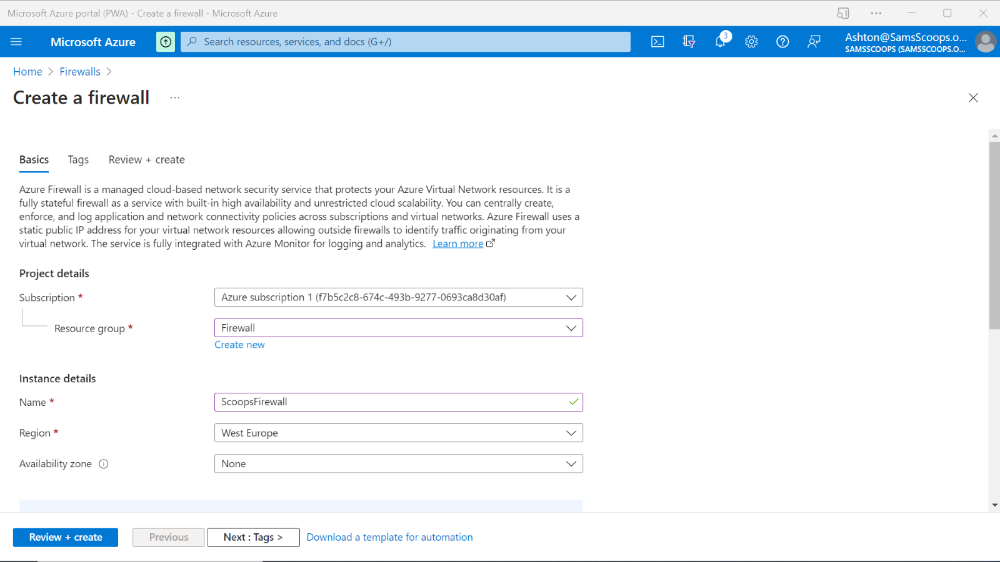 Microsoft Azure portal (PWA) - Create a firewall - Microsoft Azure
Microsoft Azure
Search resources, services, and docs (G+/)
3
Ashton@SamsScoops.o...
SAMSSCOOPS (SAMSSCOOPS.O...
Home > Firewalls >
Create a firewall ...
Basics Tags Review + create
Azure Firewall is a managed cloud-based network security service that protects your Azure Virtual Network resources. It is a
fully stateful firewall as a service with built-in high availability and unrestricted cloud scalability. You can centrally create,
enforce, and log application and network connectivity policies across subscriptions and virtual networks. Azure Firewall uses a
static public IP address for your virtual network resources allowing outside firewalls to identify traffic originating from your
virtual network. The service is fully integrated with Azure Monitor for logging and analytics. Learn more
Project details
Subscription * Azure subscription 1 (f7b5c2c8-674c-493b-9277-0693ca8d30af)
Resource group * Firewall
Create new
Instance details
Name * ScoopsFirewall
Region * West Europe
Availability zone None
Review + create Previous Next : Tags > Download a template for automation